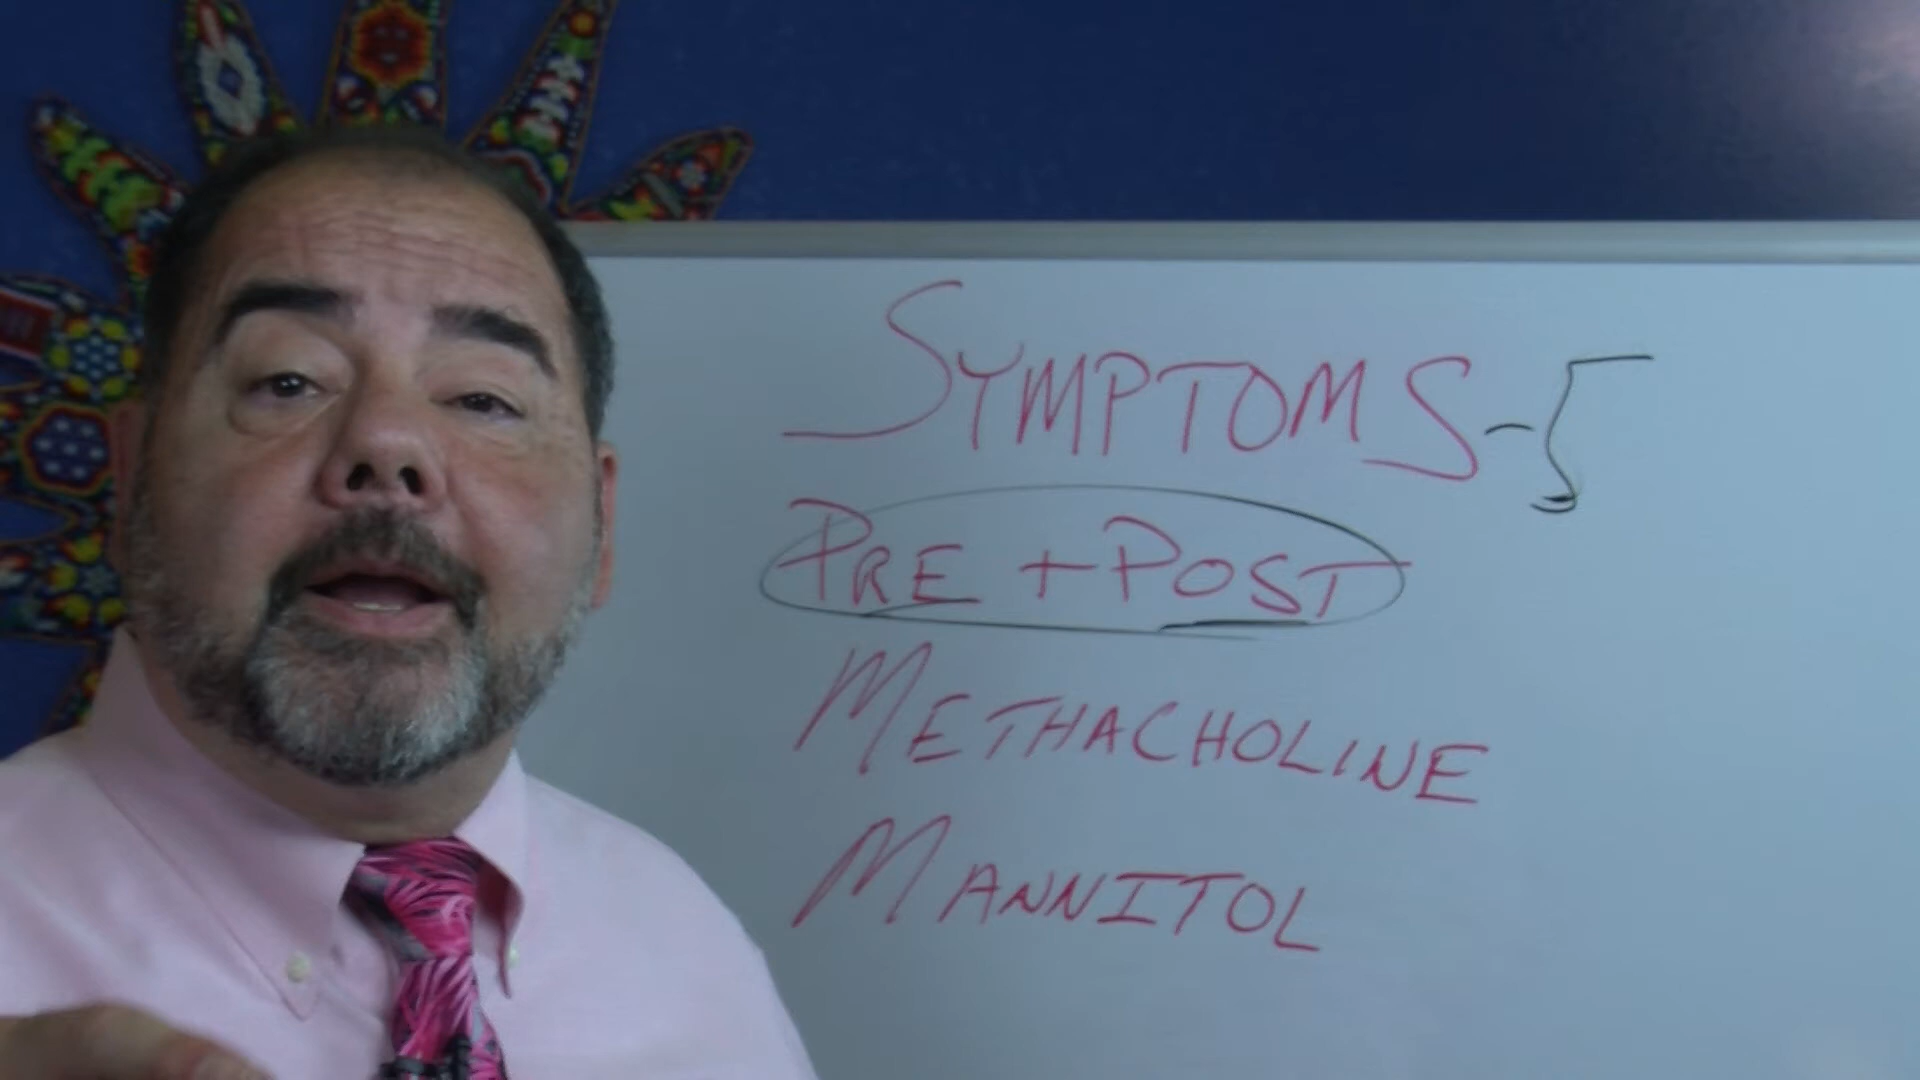 SYMPTOMS - 5
PRE + POST
METHACHOLINE
MANNITOL